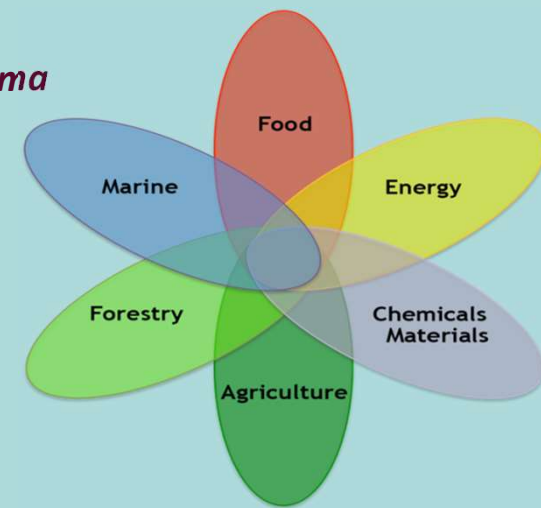 ma
Food
Marine
Energy
Forestry
Chemicals
Materials
Agriculture